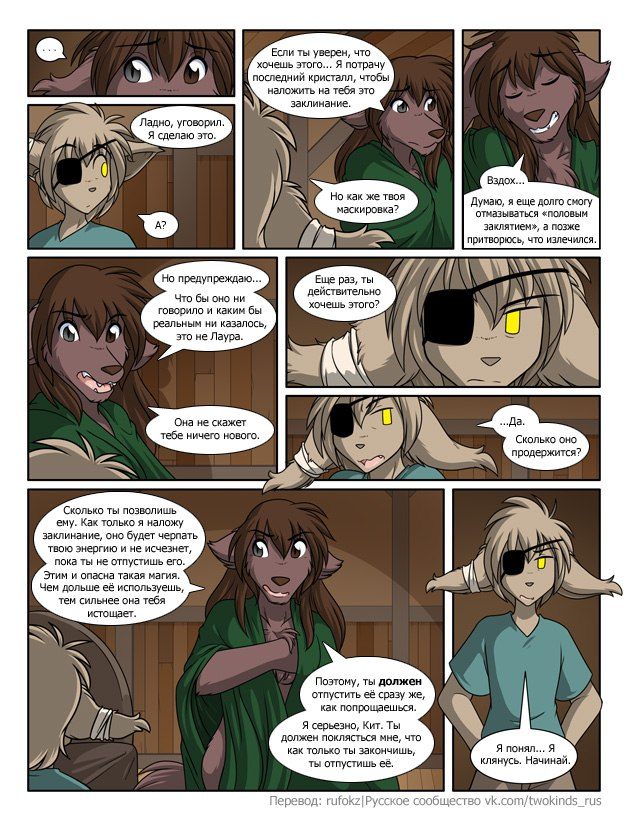 ...
Ладно, уговорил.
Я сделаю это.
А?
Если ты уверен, что
хочешь этого... Я потрачу
последний кристалл, чтобы
наложить на тебя это
заклинание.
Но как же твоя
маскировка?
Вздох...
Думаю, я еще долго смогу
отмазываться «половым
заклятием», а позже
притворюсь, что излечился.
Но предупреждаю...
Что бы оно ни
говорило и каким бы
реальным ни казалось,
это не Лаура.
Она не скажет
тебе ничего нового.
Еще раз, ты
действительно
хочешь этого?
...Да.
Сколько оно
продержится?
Сколько ты позволишь
ему. Как только я наложу
заклинание, оно будет черпать
твою энергию и не исчезнет,
пока ты не отпустишь его.
Этим и опасна такая магия.
Чем дольше её используешь,
тем сильнее она тебя
истощает.
Поэтому, ты должен
отпустить её сразу же,
как попрощаешься.
Я серьезно, Кит. Ты
должен поклясться мне, что
как только ты закончишь,
ты отпустишь её.
Я понял... Я
клянусь. Начинай.
Перевод: rufokz|Русское сообщество vk.com/twokinds_rus